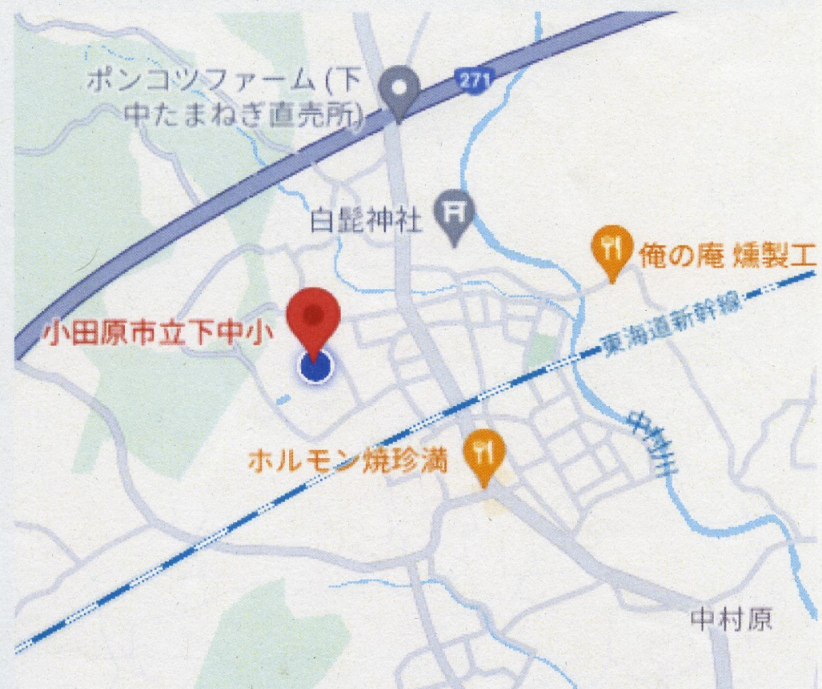 ポンコツファーム (下
中たまねぎ直売所)
271
白髭神社
俺の庵 燻製工
小田原市立下中小
東海道新幹線
中村川
ホルモン焼珍満
中村原